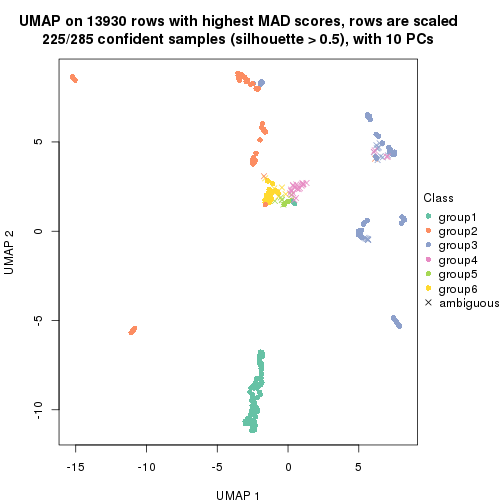 UMAP on 13930 rows with highest MAD scores, rows are scaled
225/285 confident samples (silhouette > 0.5), with 10 PCs
UMAP 2
5
0
-5
-10
-15
-10
-5
0
5
UMAP 1
Class
group1
group2
group3
group4
group5
group6
ambiguous